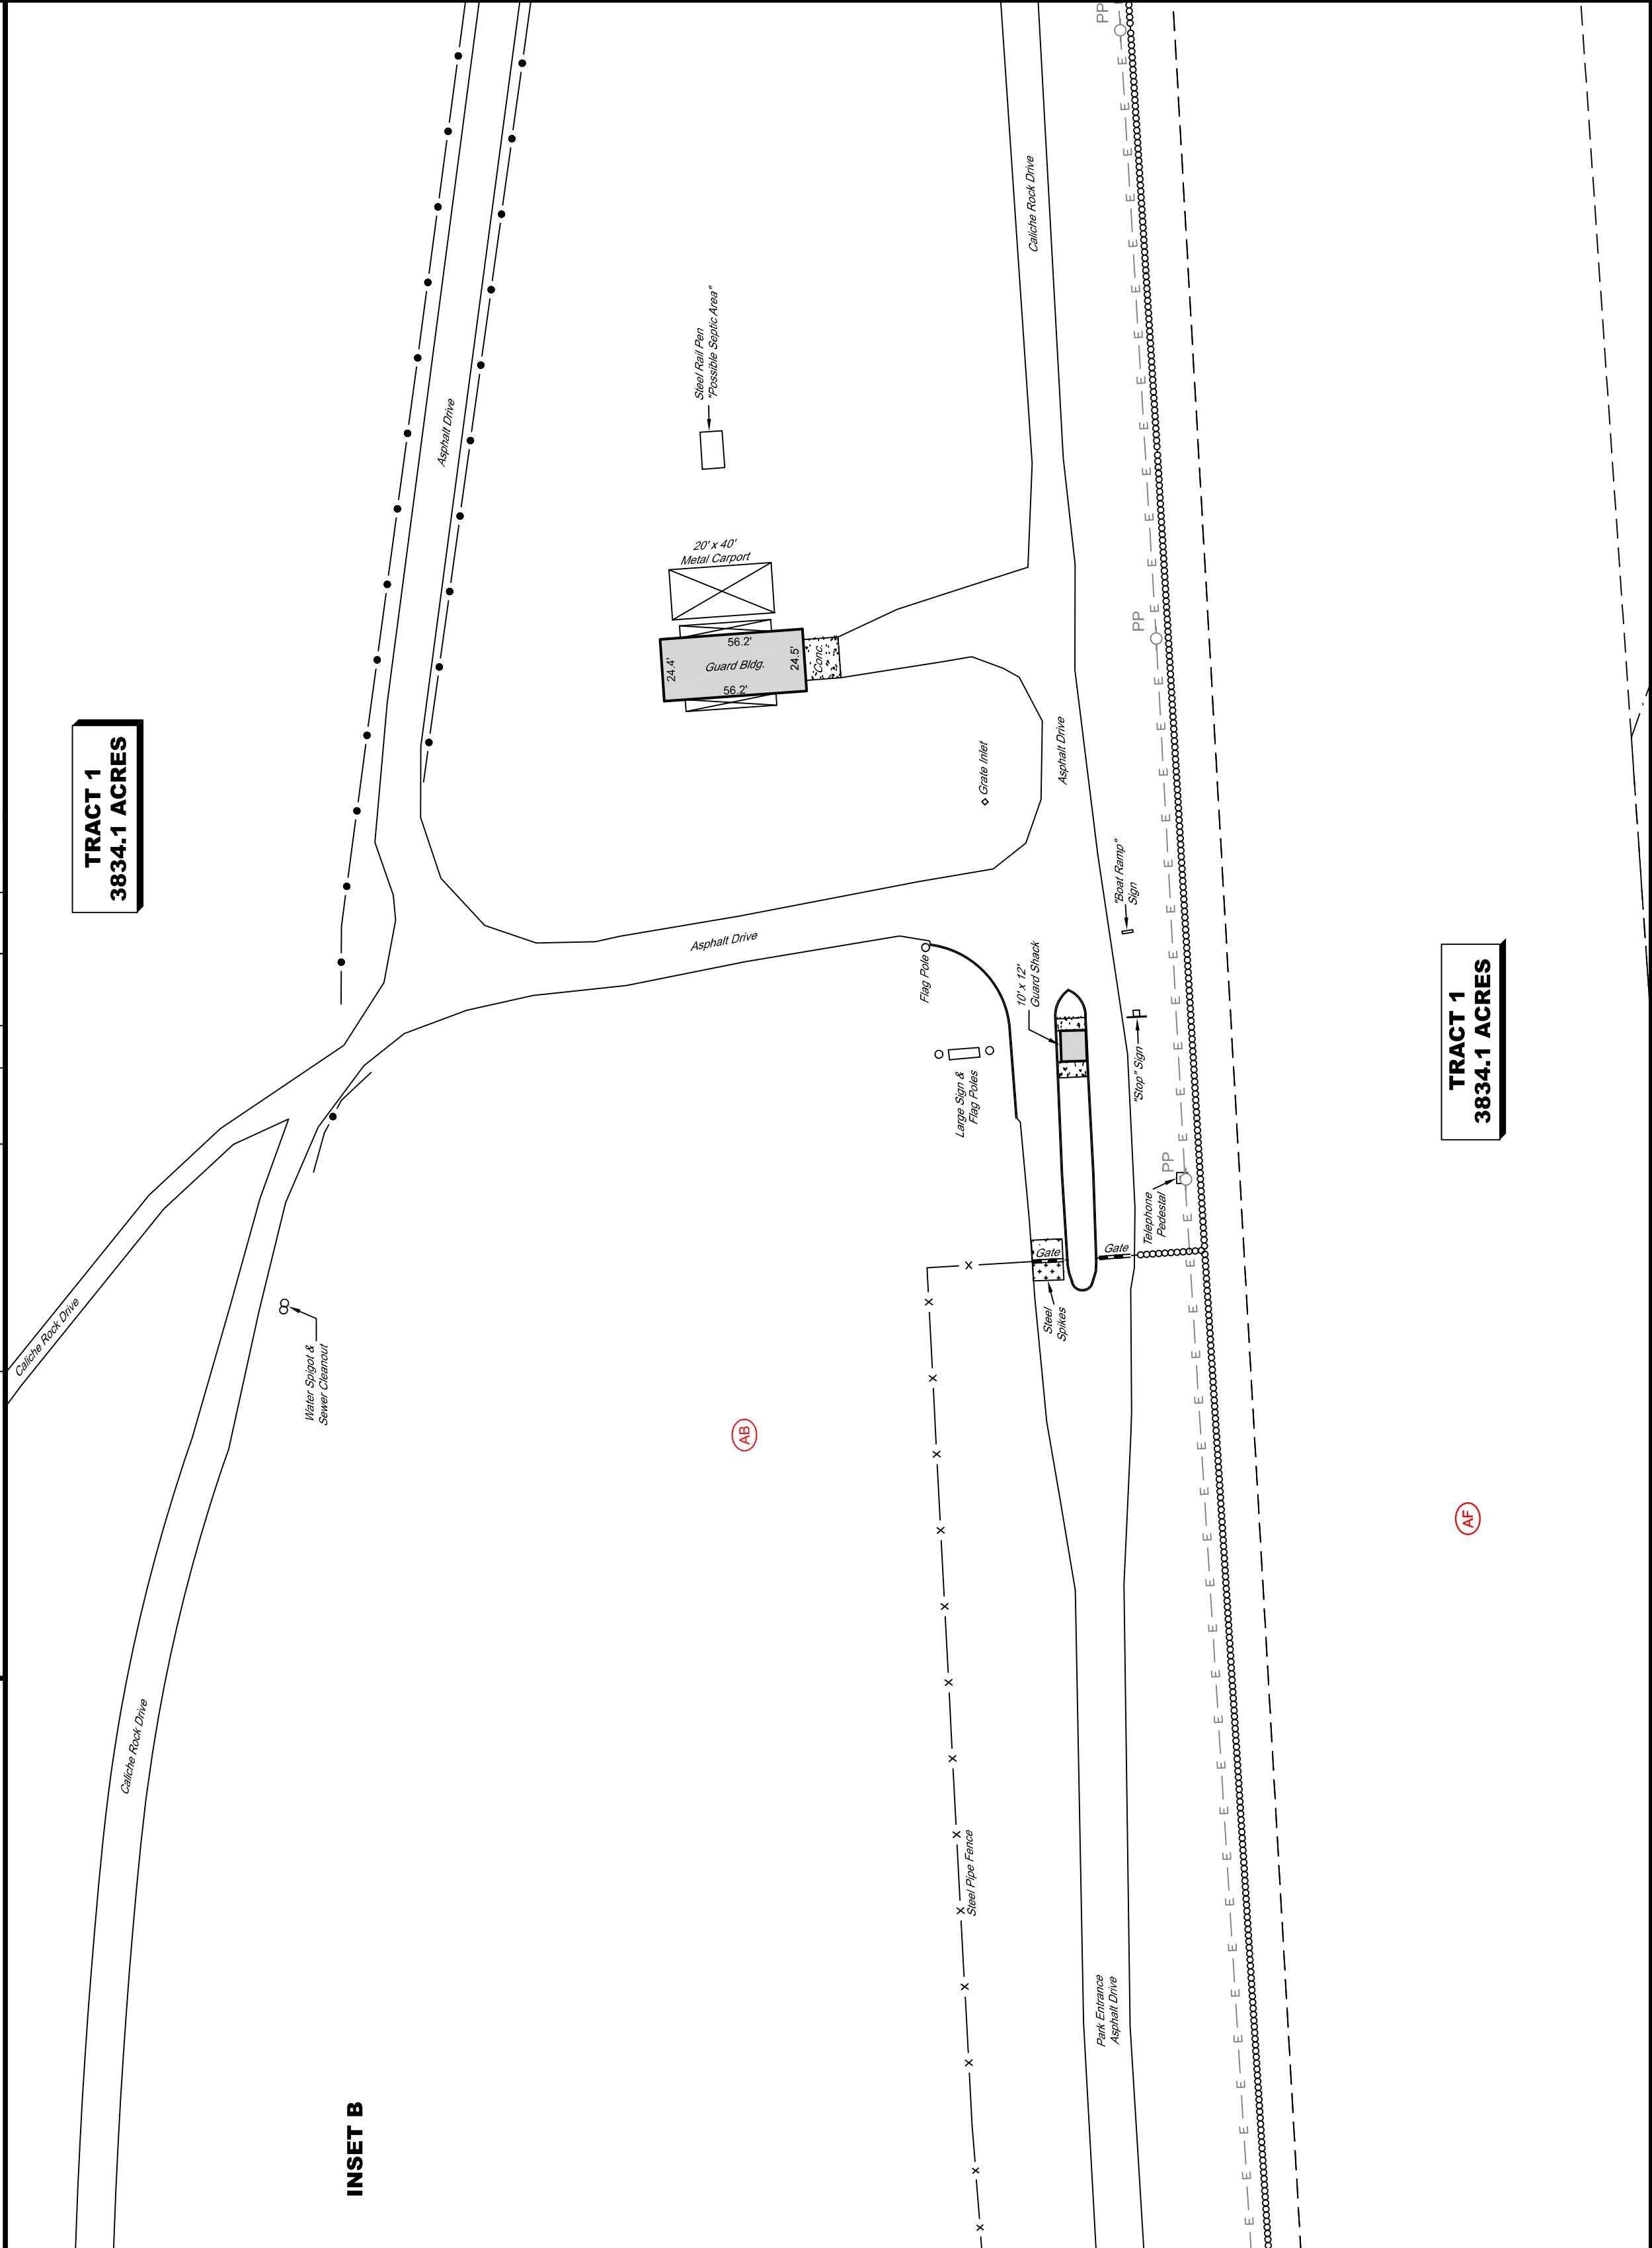 PP
Caliche Rock Drive
Steel Rail Pen
"Possible Septic Area"
Asphalt Drive
20' x 40'
Metal Carport
PP
56.2'
24.4'
Guard Bldg.
24.5'
Conc.
56.2'
TRACT 1
3834.1 ACRES
Grate Inlet
Asphalt Drive
"Boat Ramp"
Sign
Asphalt Drive
Flag Pole
10' x 12'
Guard Shack
TRACT 1
3834.1 ACRES
Large Sign &
Flag Poles
"Stop" Sign
PP
Telephone
Pedestal
Gate
Gate
Steel
Spikes
Caliche Rock Drive
Water Spigot &
Sewer Cleanout
AB
AF
Caliche Rock Drive
Steel Pipe Fence
Park Entrance
Asphalt Drive
INSET B